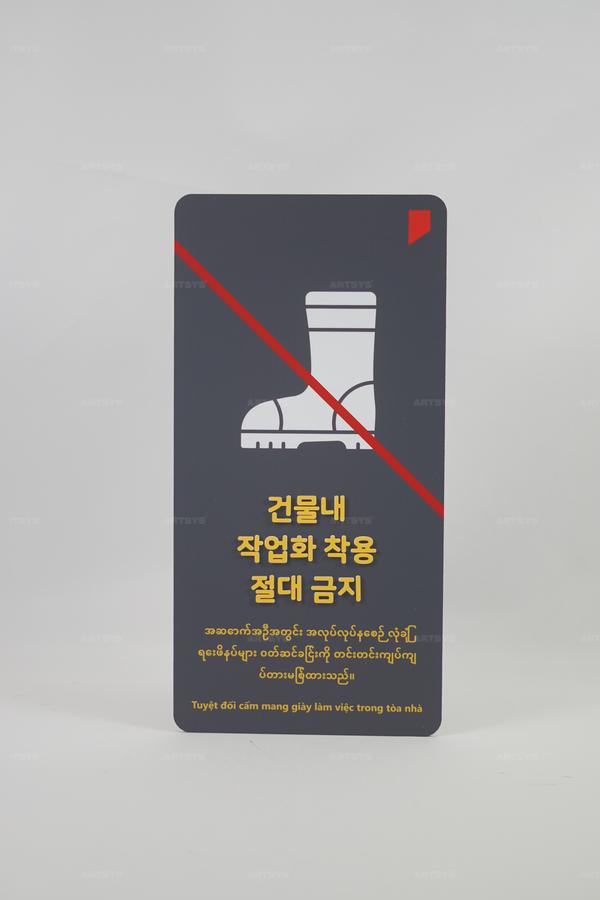 건물내
작업화 착용
절대 금지
အဆောက်အဦအတွင်း အလုပ်လုပ်နေစဉ် လုံခြုံ
ရေးဖိနပ်များ ဝတ်ဆင်ခြင်းကို တင်းတင်းကျပ်ကျ
ပ်တားမြစ်ထားသည်။
Tuyệt đối cấm mang giày làm việc trong tòa nhà
ARTSYS